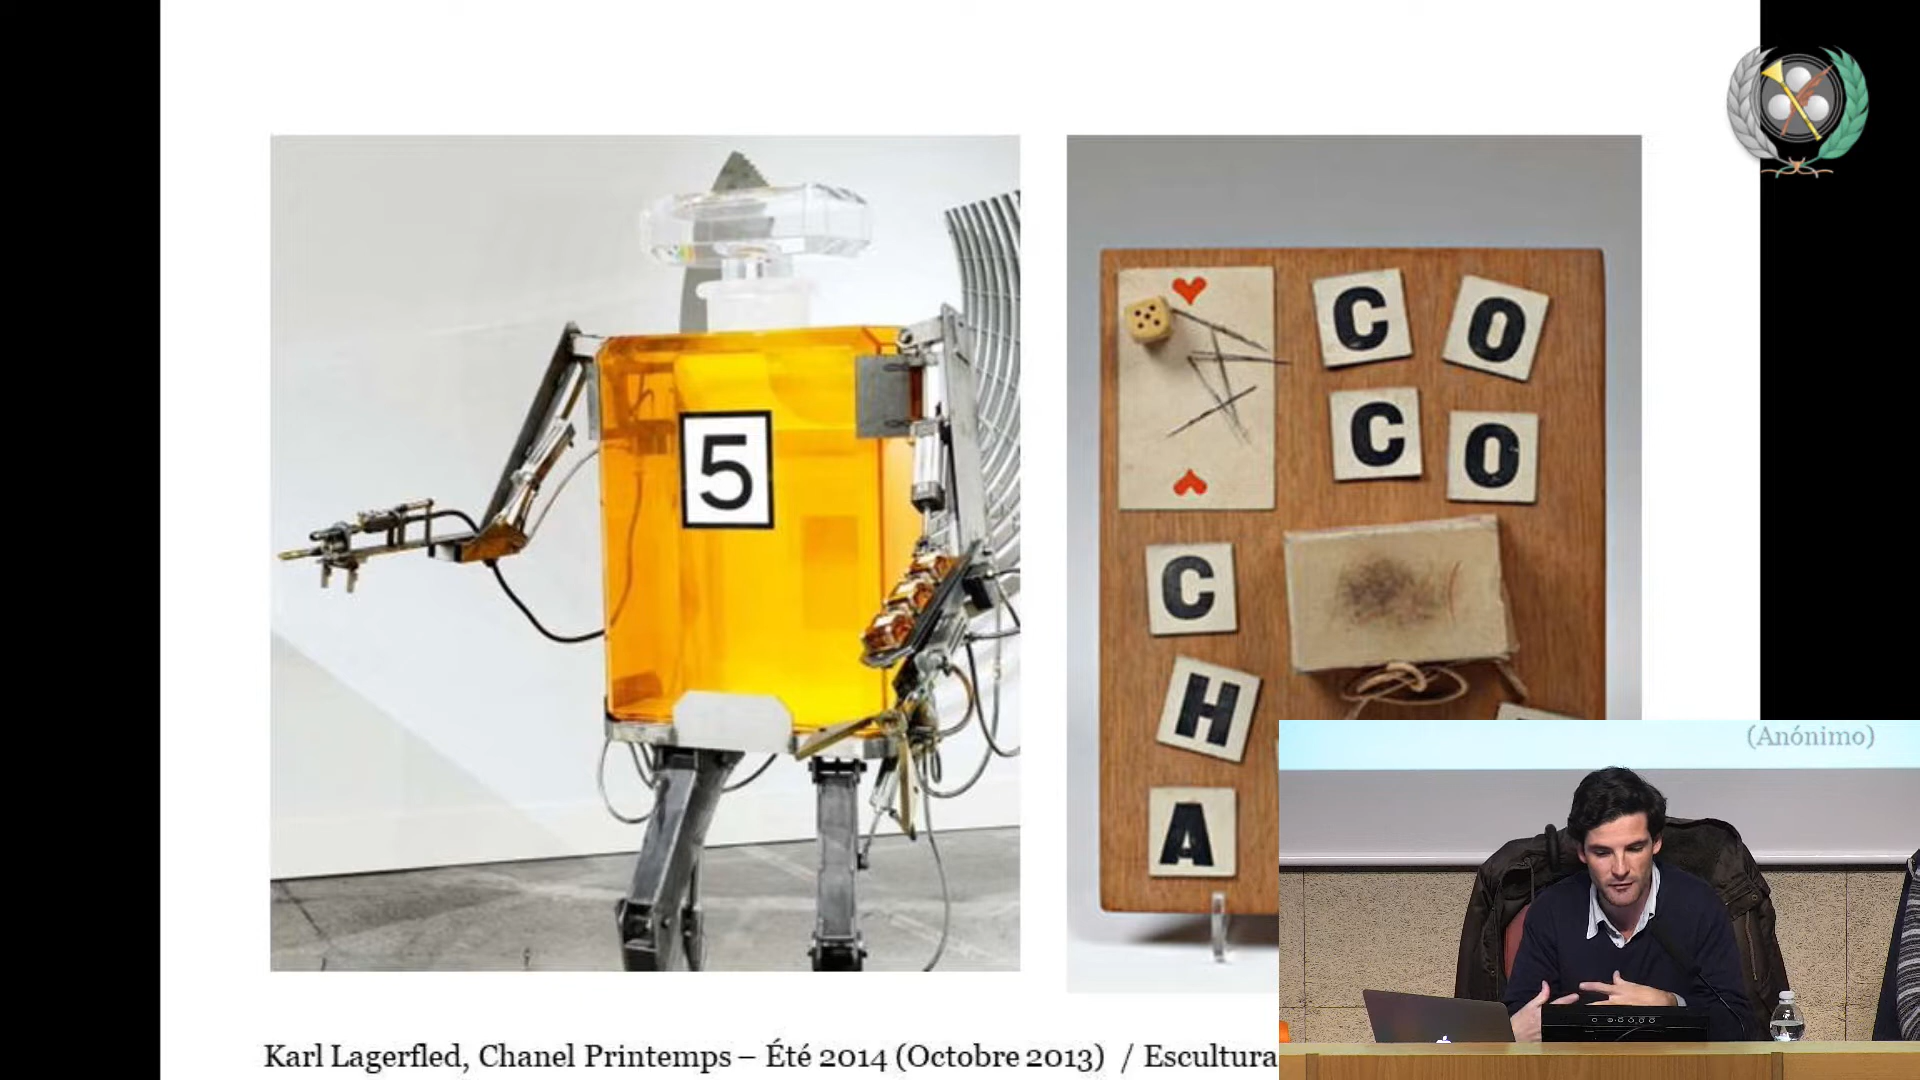 5
C O
C O
C
H
A
(Anónimo)
Karl Lagerfled, Chanel Printemps – Été 2014 (Octobre 2013) / Escultura